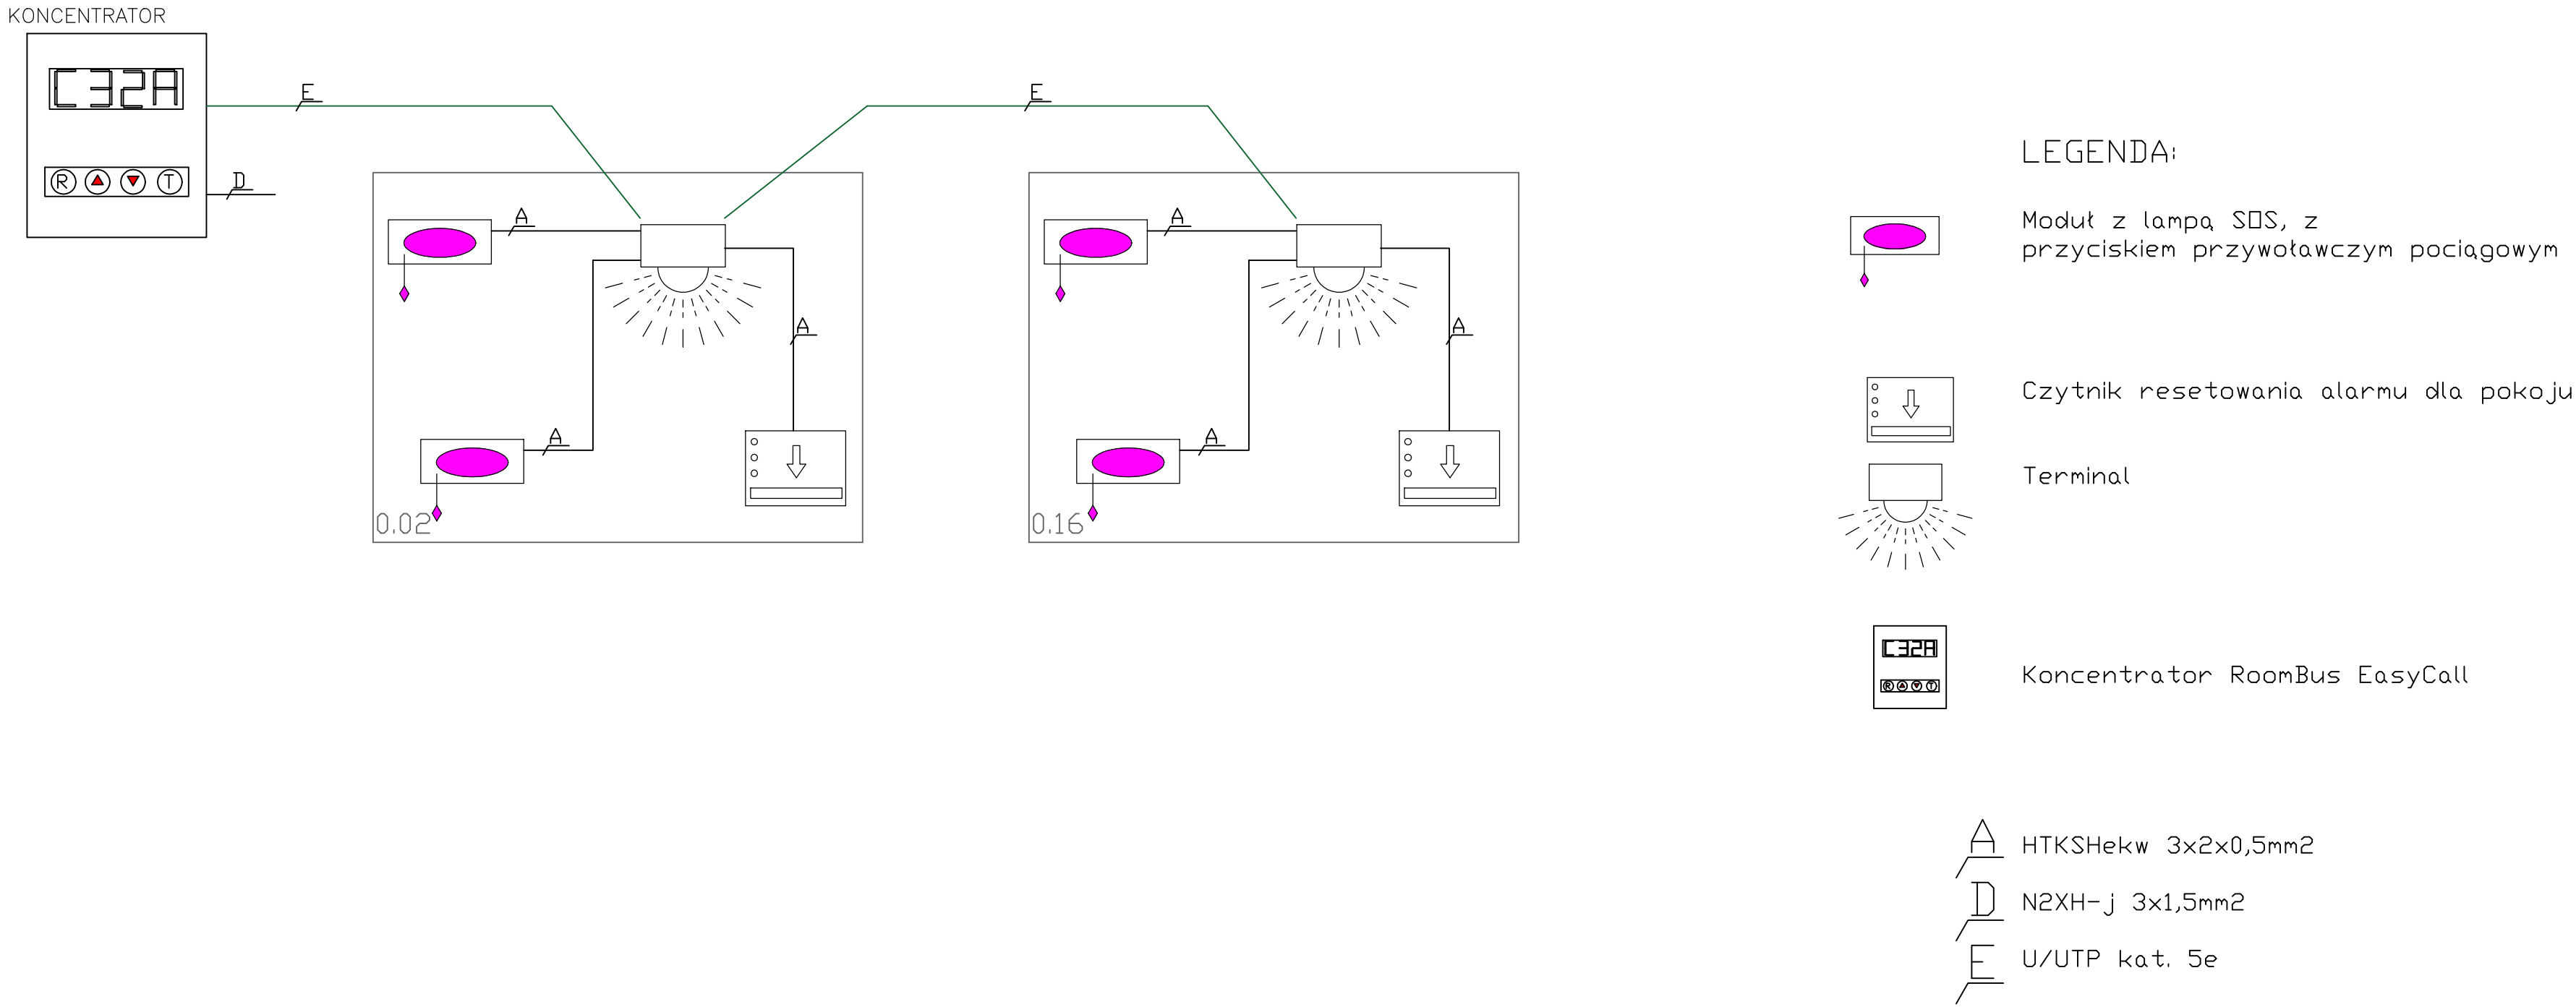 KONCENTRATOR
C32A
R T
E
D
E
A
A
A
0.02
A
A
A
0.16
LEGENDA:
Moduł z lampą SOS, z
przyciskiem przywoławczym pociągowym
Czytnik resetowania alarmu dla pokoju
Terminal
C32A
R T
Koncentrator RoomBus EasyCall
A HTKSHekw 3x2x0,5mm2
D N2XH-j 3x1,5mm2
E U/UTP kat. 5e